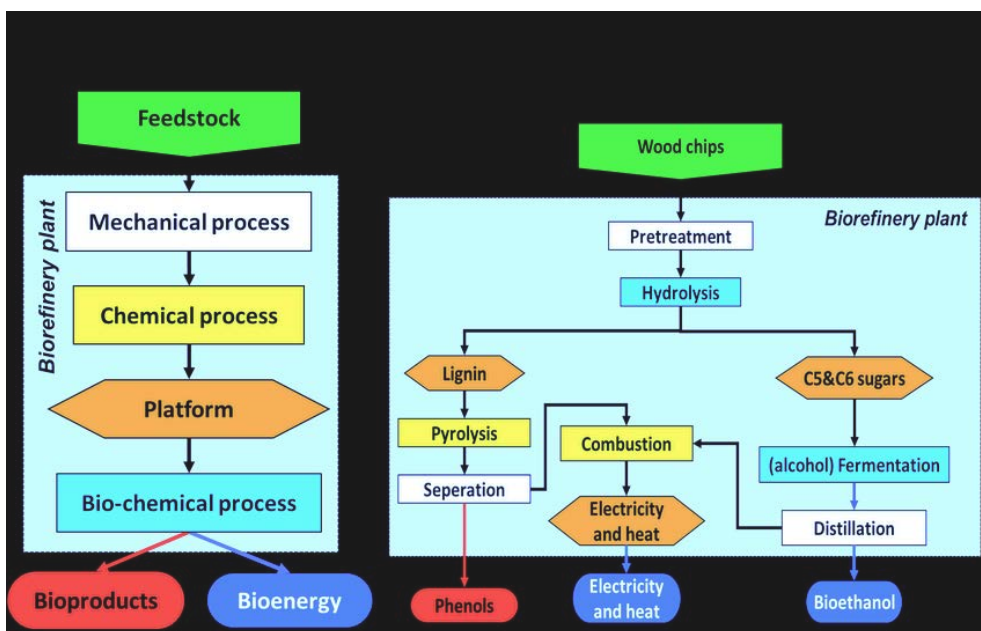 Feedstock
Biorefinery plant
Mechanical process
Chemical process
Platform
Bio-chemical process
Bioproducts
Bioenergy
Wood chips
Biorefinery plant
Pretreatment
Hydrolysis
Lignin
C5&C6 sugars
Pyrolysis
Combustion
(alcohol) Fermentation
Seperation
Electricity
and heat
Distillation
Phenols
Electricity
and heat
Bioethanol